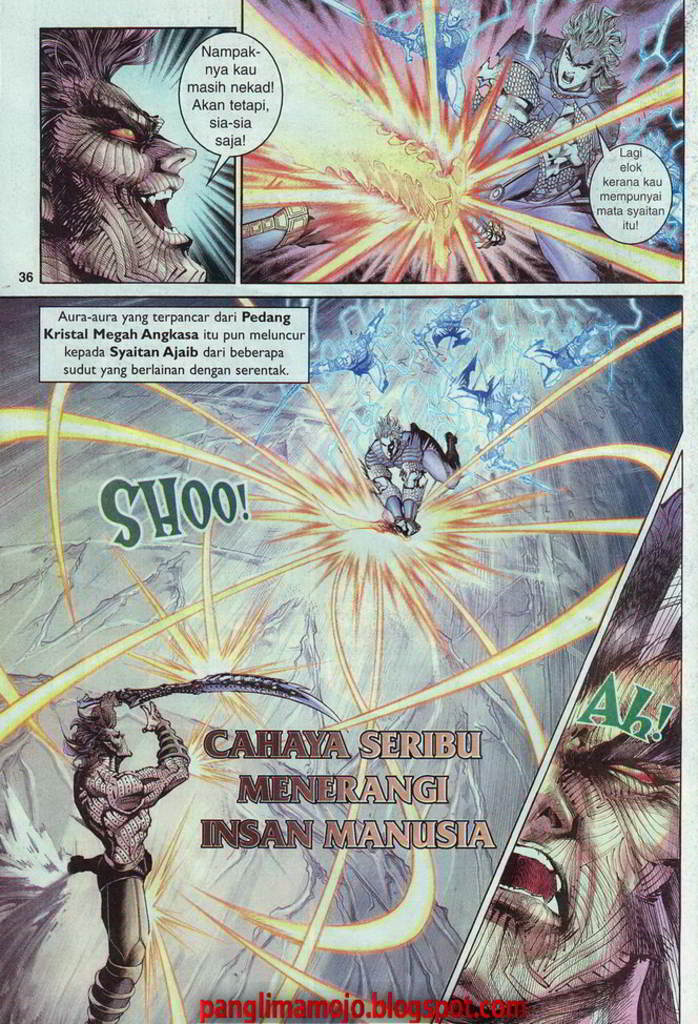 Nampak-
nya kau
masih nekad!
Akan tetapi,
sia-sia
saja!
Lagi
elok
kerana kau
mempunyai
mata syaitan
itu!
36
Aura-aura yang terpancar dari Pedang
Kristal Megah Angkasa itu pun meluncur
kepada Syaitan Ajaib dari beberapa
sudut yang berlainan dengan serentak.
SHOO!
Ah!
CAHAYA SERIBU
MENERANGI
INSAN MANUSIA
panglimamojo.blogspot.com